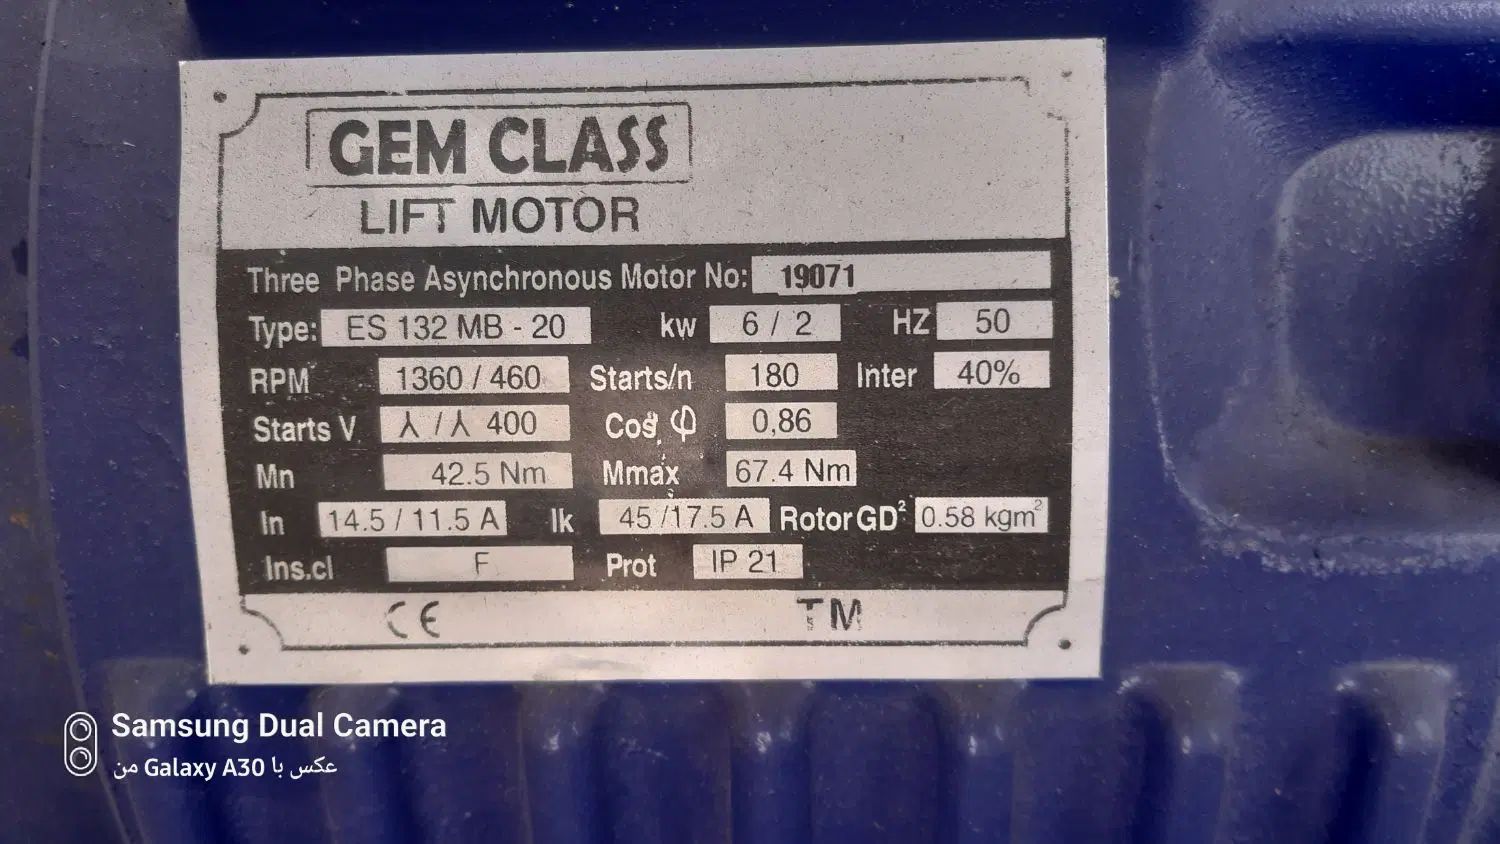 GEM CLASS
LIFT MOTOR
Three Phase Asynchronous Motor No: 19071
Type: ES 132 MB - 20 kw 6 / 2 HZ 50
RPM 1360 / 460 Starts/n 180 Inter 40%
Starts V 人 / 人 400 Cos φ 0,86
Mn 42.5 Nm Mmax 67.4 Nm
In 14.5 / 11.5 A Ik 45 /17.5 A Rotor GD² 0.58 kgm²
Ins.cl F Prot IP 21
CE TM
Samsung Dual Camera
عکس با Galaxy A30 من